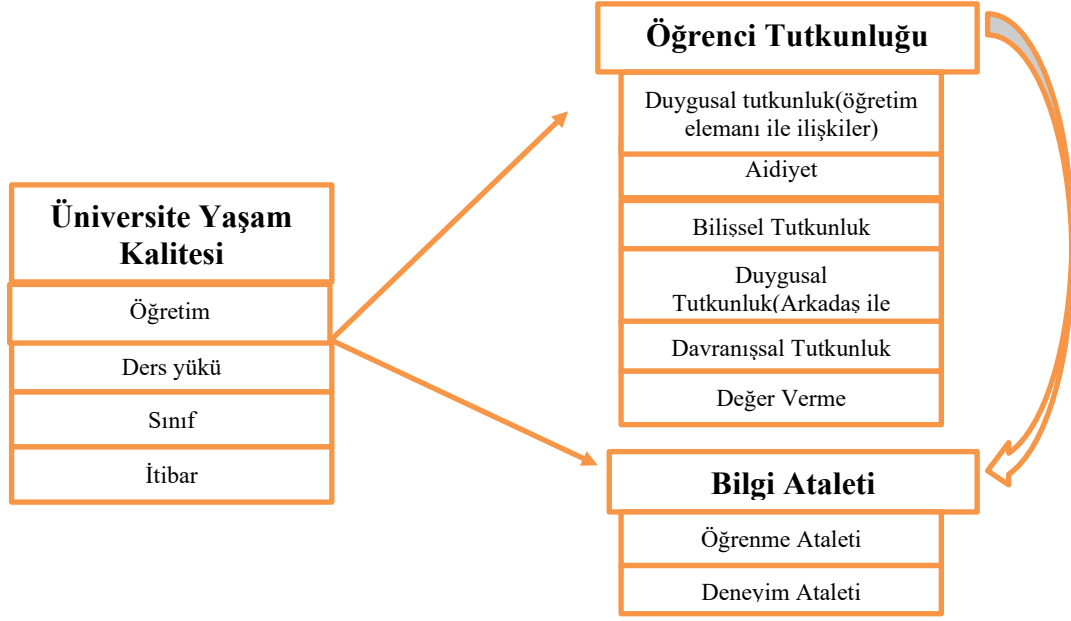 Üniversite Yaşam
Kalitesi
Öğretim
Ders yükü
Sınıf
İtibar
Öğrenci Tutkunluğu
Duygusal tutkunluk(öğretim
elemanı ile ilişkiler)
Aidiyet
Bilişsel Tutkunluk
Duygusal
Tutkunluk(Arkadaş ile
Davranışsal Tutkunluk
Değer Verme
Bilgi Ataleti
Öğrenme Ataleti
Deneyim Ataleti